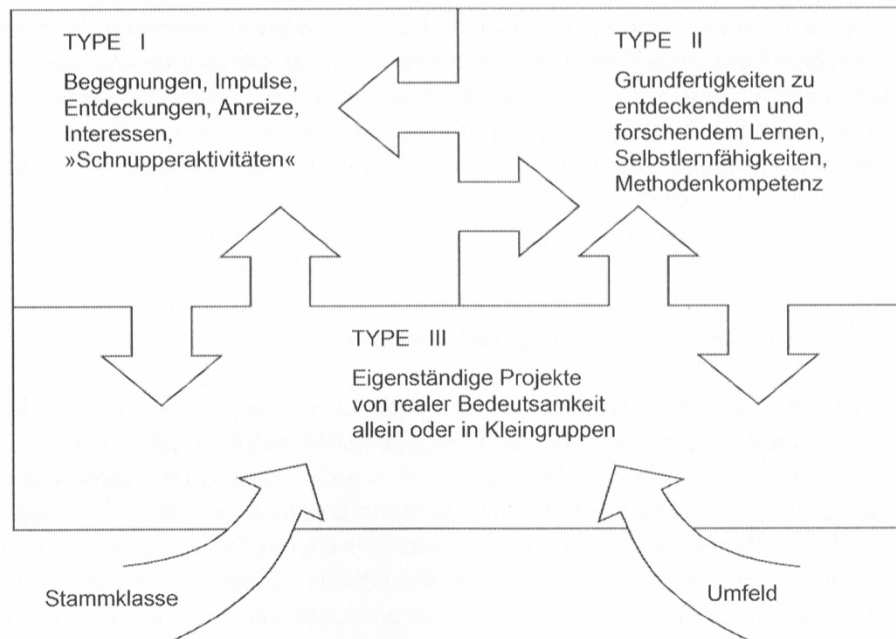 TYPE I
Begegnungen, Impulse,
Entdeckungen, Anreize,
Interessen,
»Schnupperaktivitäten«
TYPE II
Grundfertigkeiten zu
entdeckendem und
forschendem Lernen,
Selbstlernfähigkeiten,
Methodenkompetenz
TYPE III
Eigenständige Projekte
von realer Bedeutsamkeit
allein oder in Kleingruppen
Stammklasse
Umfeld